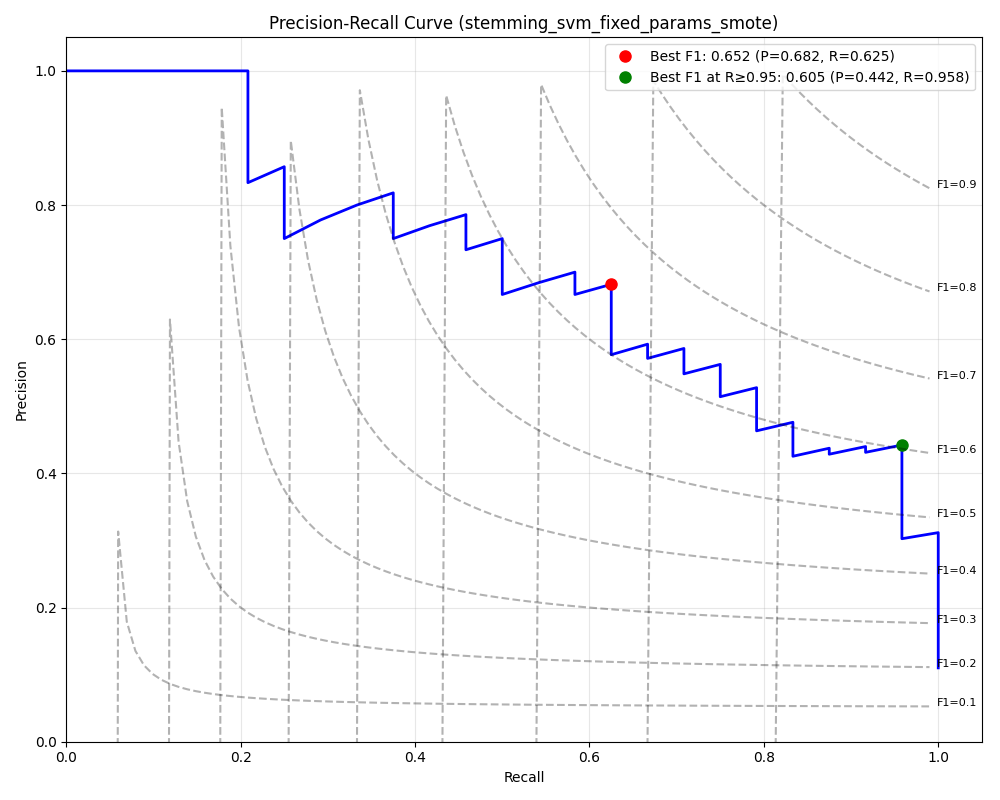 Precision-Recall Curve (stemming_svm_fixed_params_smote)
Best F1: 0.652 (P=0.682, R=0.625)
Best F1 at R≥0.95: 0.605 (P=0.442, R=0.958)
1.0
0.8
0.6
0.4
0.2
0.0
Precision
F1=0.9
F1=0.8
F1=0.7
F1=0.6
F1=0.5
F1=0.4
F1=0.3
F1=0.2
F1=0.1
0.0 0.2 0.4 0.6 0.8 1.0
Recall